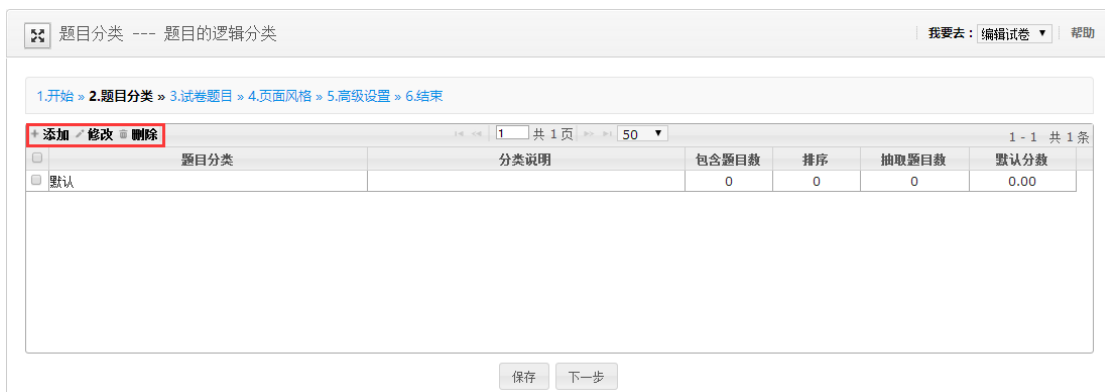 题目分类 --- 题目的逻辑分类 我要去： 编辑试卷 帮助
1.开始 » 2.题目分类 » 3.试卷题目 » 4.页面风格 » 5.高级设置 » 6.结束
添加 修改 删除 1 共 1 页 50 1 - 1 共 1 条
题目分类 分类说明 包含题目数 排序 抽取题目数 默认分数
默认 0 0 0 0.00
保存 下一步